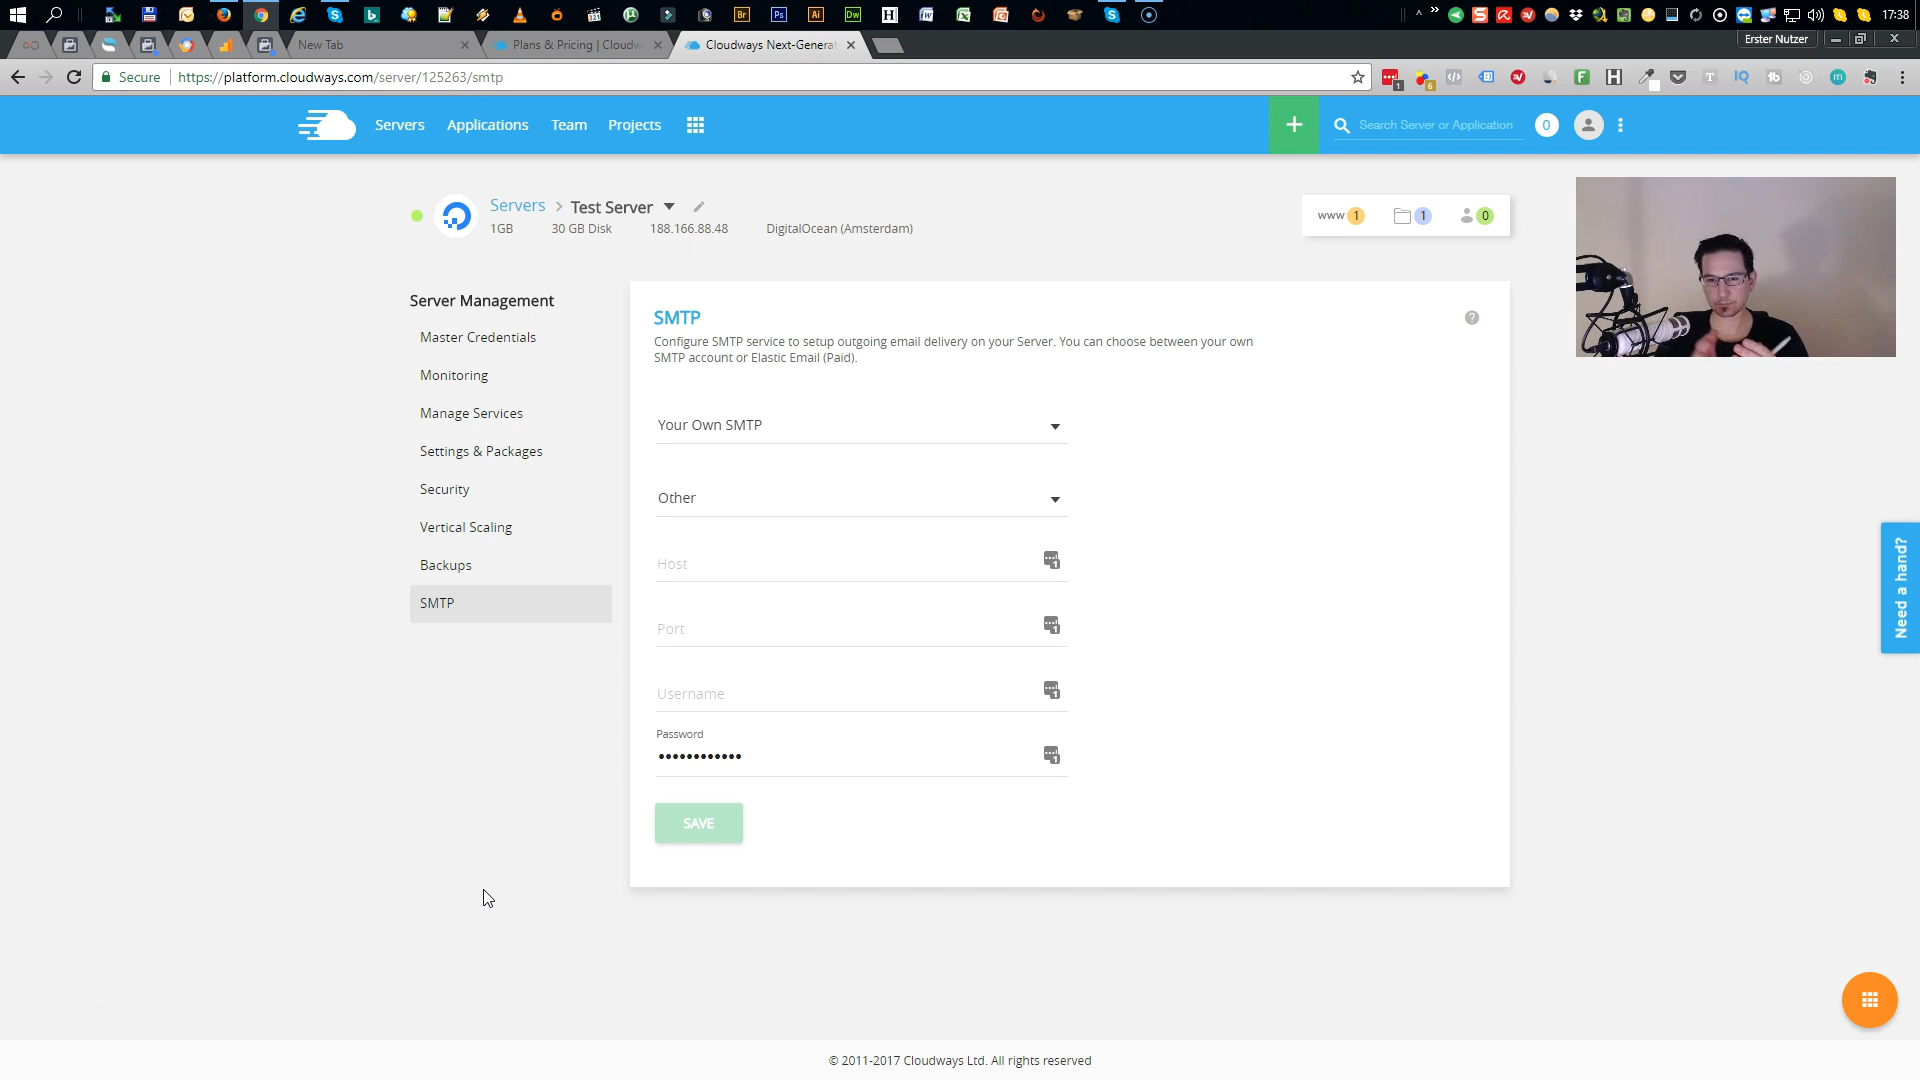 17:38
New Tab
Plans & Pricing | Cloudw
Cloudways Next-Genera
Erster Nutzer
Secure
https://platform.cloudways.com/server/125263/smtp
Servers
Applications
Team
Projects
+
Search Server or Application
0
Servers > Test Server
1GB
30 GB Disk
188.166.88.48
DigitalOcean (Amsterdam)
www 1
1
0
Server Management
Master Credentials
Monitoring
Manage Services
Settings & Packages
Security
Vertical Scaling
Backups
SMTP
SMTP
Configure SMTP service to setup outgoing email delivery on your Server. You can choose between your own
SMTP account or Elastic Email (Paid).
Your Own SMTP
Other
Host
Port
Username
Password
••••••••••••
SAVE
Need a hand?
© 2011-2017 Cloudways Ltd. All rights reserved